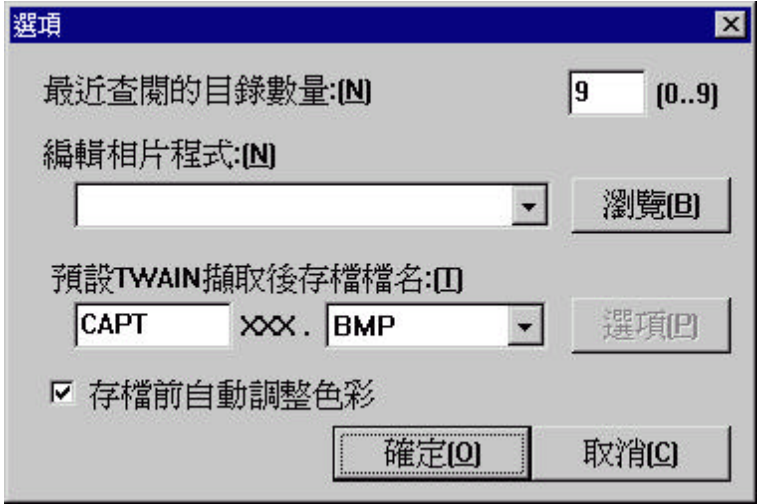 選項
最近查閱的目錄數量:(N) 9 (0..9)
編輯相片程式:(N)
瀏覽(B)
預設TWAIN擷取後存檔檔名:(T)
CAPT XXX. BMP 選項(P)
存檔前自動調整色彩
確定(O) 取消(C)